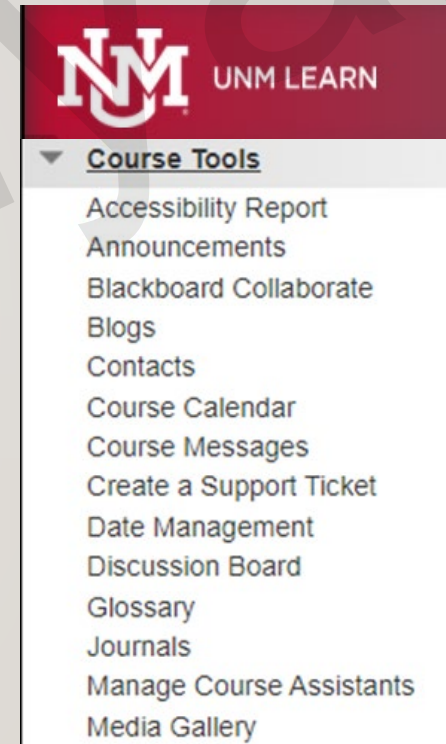 UNM
UNM LEARN
Course Tools
Accessibility Report
Announcements
Blackboard Collaborate
Blogs
Contacts
Course Calendar
Course Messages
Create a Support Ticket
Date Management
Discussion Board
Glossary
Journals
Manage Course Assistants
Media Gallery